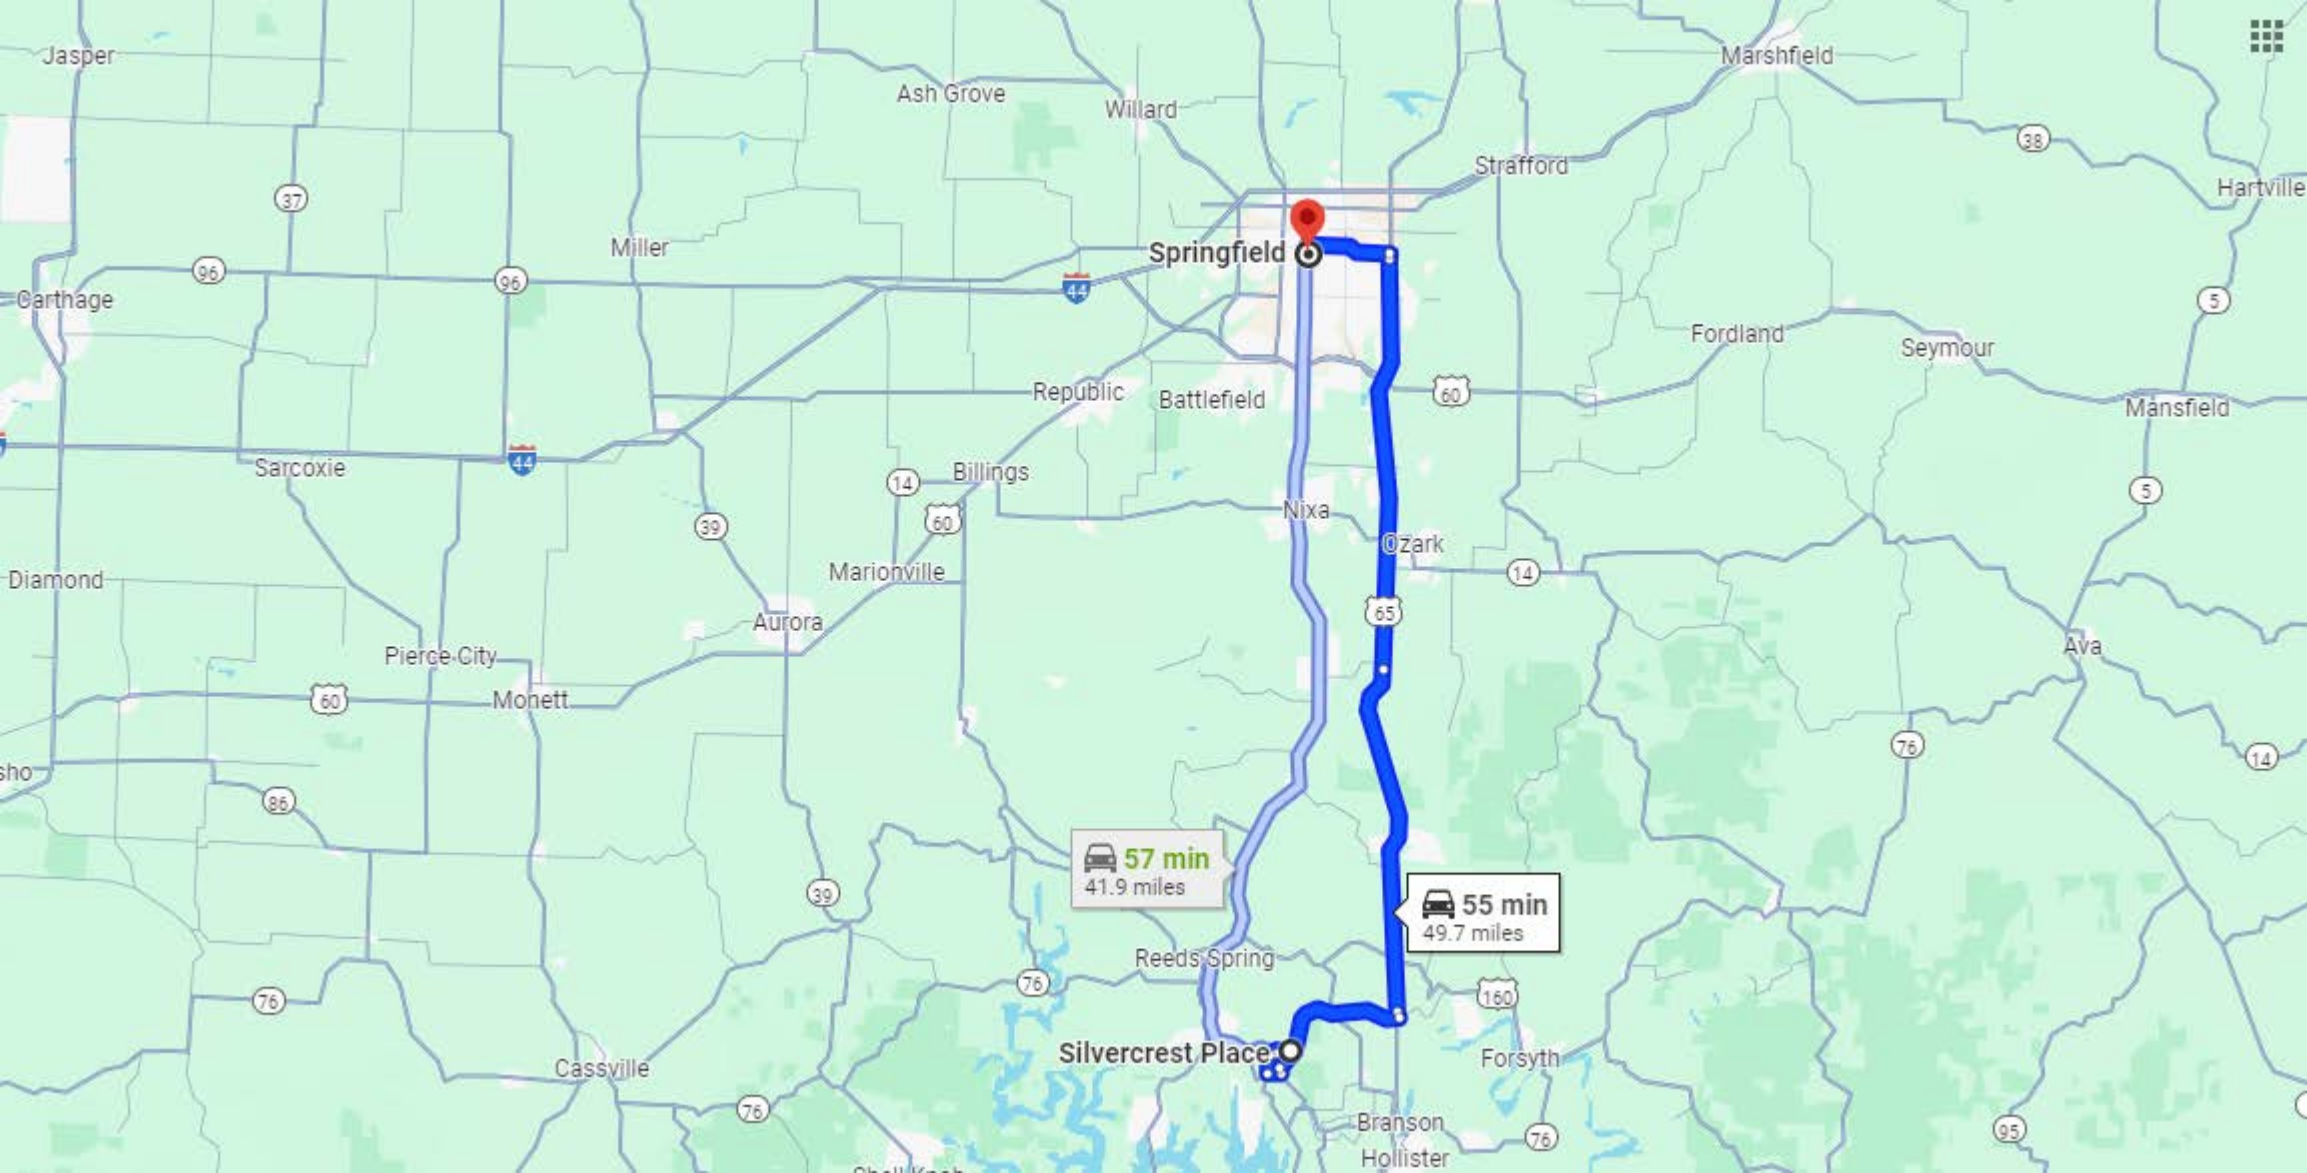 Jasper
Marshfield
Ash Grove
Willard
38
Strafford
Hartville
37
Miller
Springfield
96
96
44
Carthage
5
Fordland
Seymour
Republic
Battlefield
60
Mansfield
Sarcoxie
44
Billings
14
5
Nixa
60
39
Ozark
Marionville
14
Diamond
65
Aurora
Ava
Pierce City
60
Monett
76
14
sho
86
57 min
41.9 miles
39
55 min
49.7 miles
Reeds Spring
76
160
76
Silvercrest Place
Forsyth
Cassville
76
Branson
76
95
Hollister